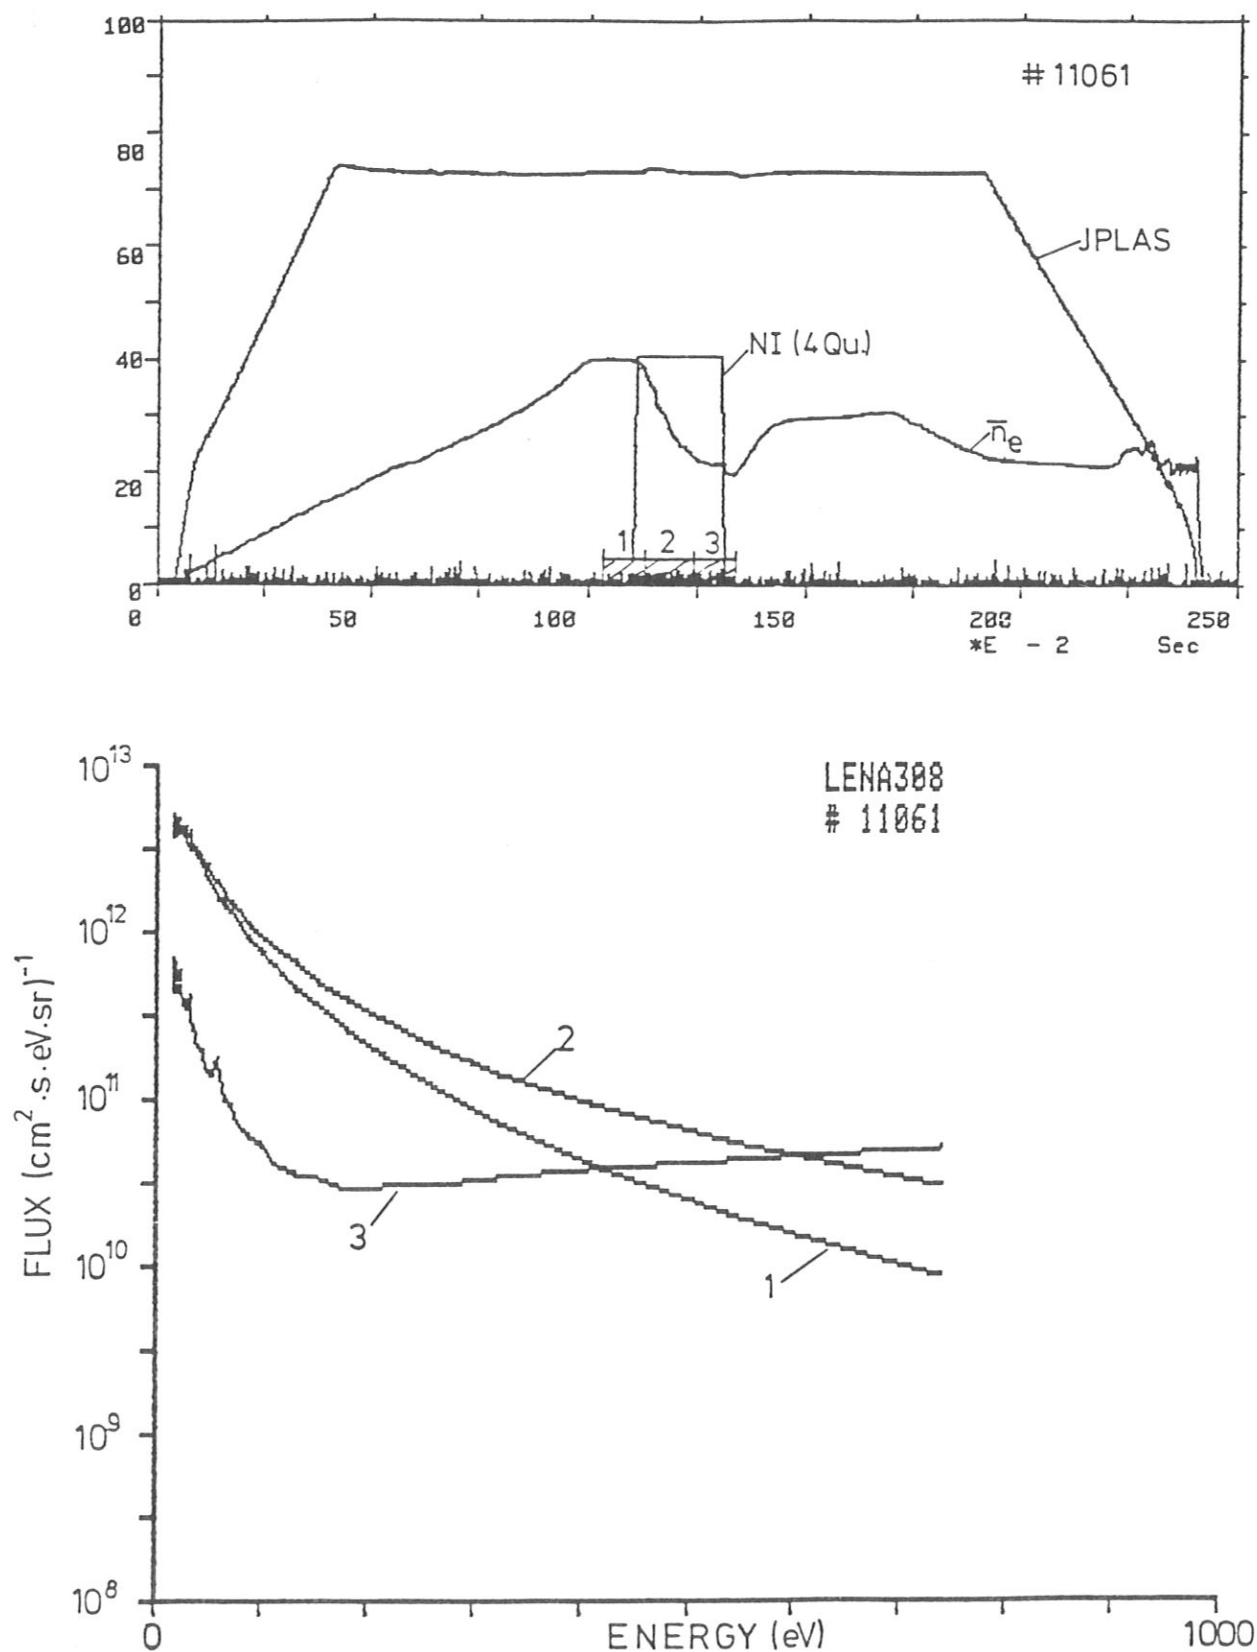 100
# 11061
80
JPLAS
60
NI (4Qu.)
40
n̅e
20
1 2 3
0
0 50 100 150 200 250
*E - 2 Sec
10¹³
LENA308
# 11061
10¹²
FLUX (cm².s.eV.sr)⁻¹
2
10¹¹
3
10¹⁰
1
10⁹
10⁸
0 ENERGY (eV) 1000